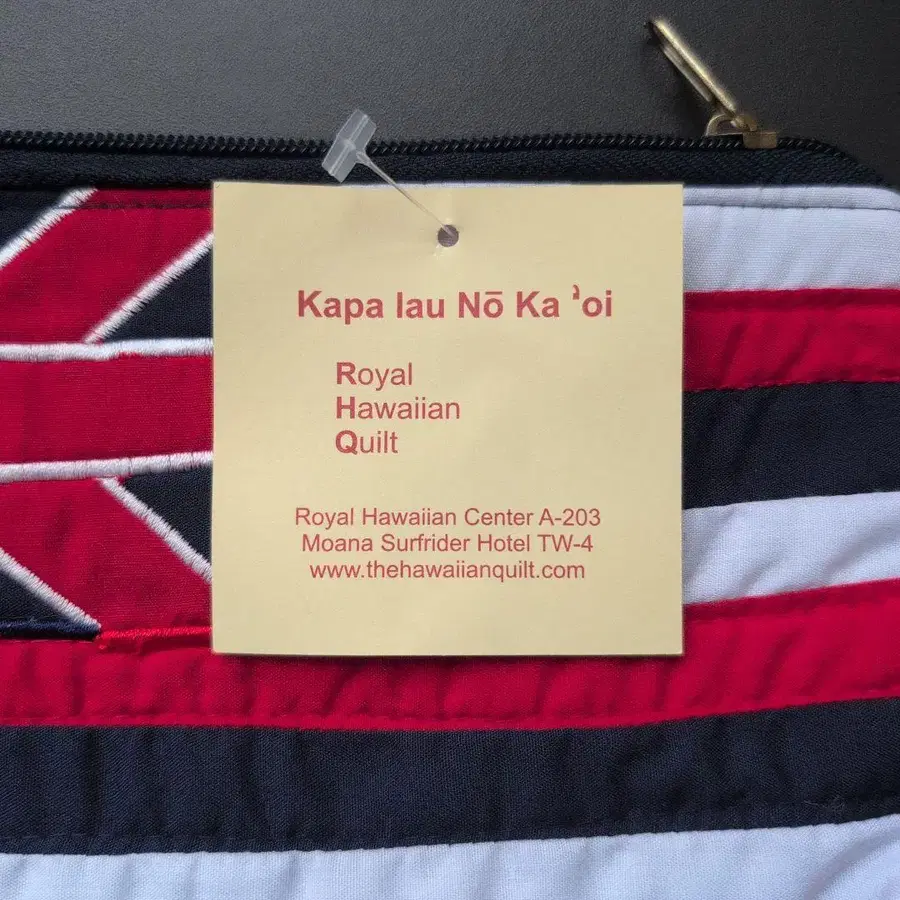 Kapa lau Nō Ka ʻoi
Royal
Hawaiian
Quilt
Royal Hawaiian Center A-203
Moana Surfrider Hotel TW-4
www.thehawaiianquilt.com